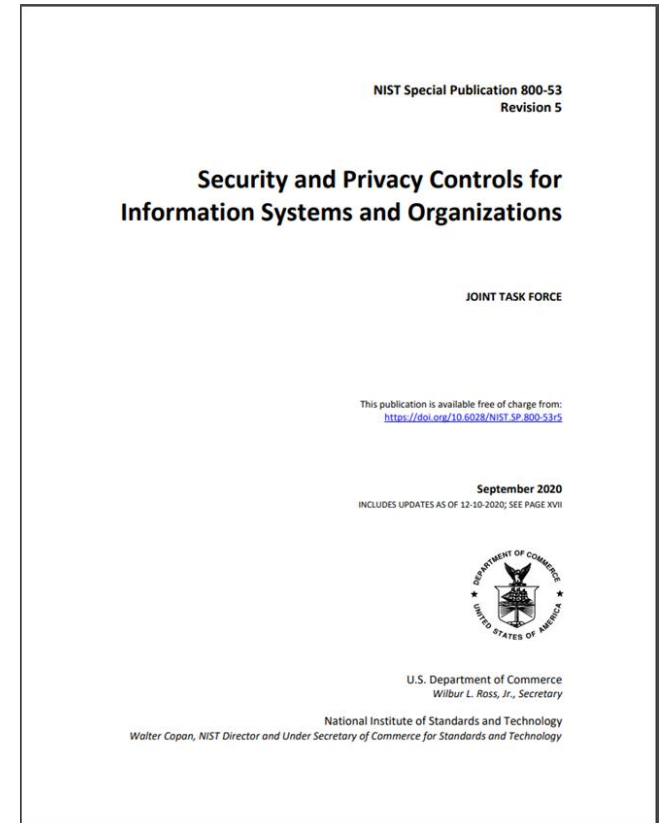 NIST Special Publication 800-53
Revision 5
Security and Privacy Controls for
Information Systems and Organizations
JOINT TASK FORCE
This publication is available free of charge from:
https://doi.org/10.6028/NIST.SP.800-53r5
September 2020
INCLUDES UPDATES AS OF 12-10-2020; SEE PAGE XVII
DEPARTMENT OF COMMERCE
UNITED STATES OF AMERICA
U.S. Department of Commerce
Wilbur L. Ross, Jr., Secretary
National Institute of Standards and Technology
Walter Copan, NIST Director and Under Secretary of Commerce for Standards and Technology